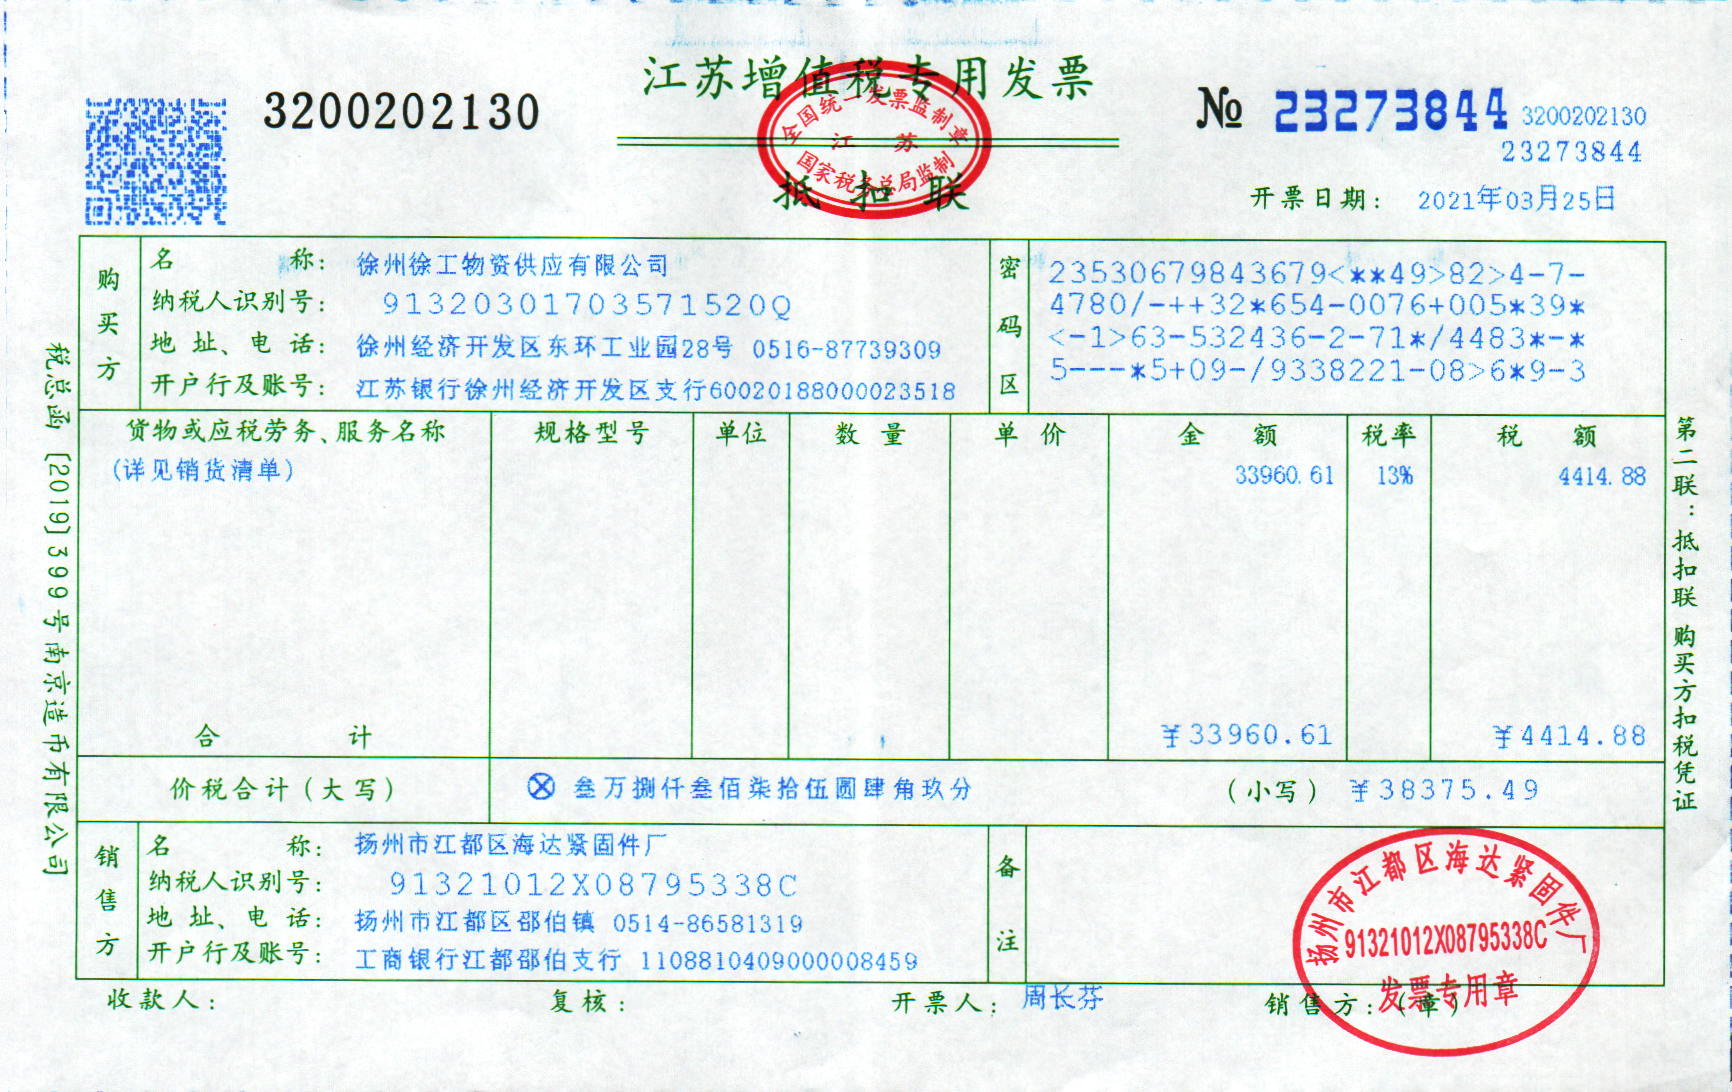 江苏增值税专用发票
3200202130
№ 23273844 3200202130
23273844
全国统一发票监制章
江 苏
国家税务总局监制
抵 扣 联
开票日期： 2021年03月25日
购买方
名 称： 徐州徐工物资供应有限公司
纳税人识别号： 91320301703571520Q
地 址、电 话： 徐州经济开发区东环工业园28号 0516-87739309
开户行及账号： 江苏银行徐州经济开发区支行60020188000023518
密码区
23530679843679<**49>82>4-7-
4780/-++32*654-0076+005*39*
<-1>63-532436-2-71*/4483*-*
5---*5+09-/9338221-08>6*9-3
货物或应税劳务、服务名称 规格型号 单位 数 量 单 价 金 额 税率 税 额
(详见销货清单) 33960.61 13% 4414.88
合 计 ¥33960.61 ¥4414.88
价税合计(大写) ⊗ 叁万捌仟叁佰柒拾伍圆肆角玖分 (小写) ¥38375.49
销售方
名 称： 扬州市江都区海达紧固件厂
纳税人识别号： 91321012X08795338C
地 址、电 话： 扬州市江都区邵伯镇 0514-86581319
开户行及账号： 工商银行江都邵伯支行 1108810409000008459
备注
扬州市江都区海达紧固件厂
91321012X08795338C
发票专用章
收款人： 复核： 开票人： 周长芬 销售方：(章)
税总函[2019]399号南京造币有限公司
第二联：抵扣联 购买方扣税凭证